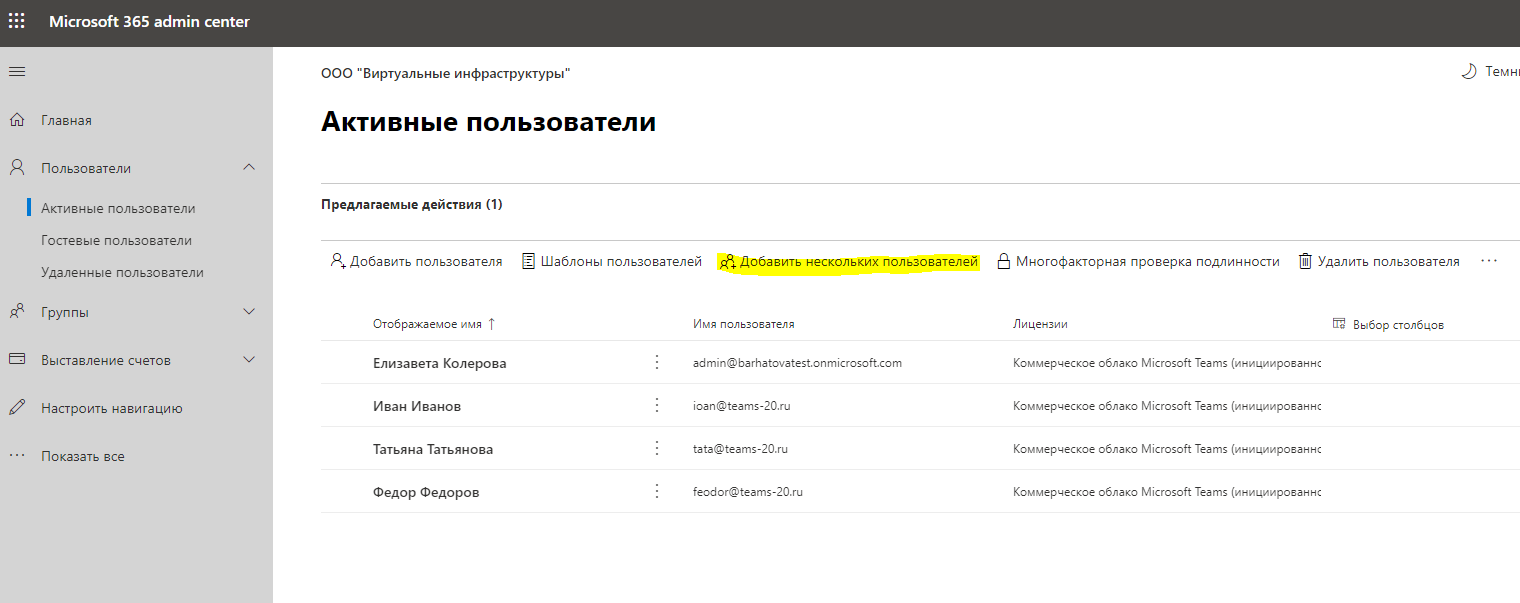 Microsoft 365 admin center
ООО "Виртуальные инфраструктуры"
Темн
Главная
Пользователи
Активные пользователи
Гостевые пользователи
Удаленные пользователи
Группы
Выставление счетов
Настроить навигацию
Показать все
Активные пользователи
Предлагаемые действия (1)
Добавить пользователя Шаблоны пользователей Добавить нескольких пользователей Многофакторная проверка подлинности Удалить пользователя ...
Отображаемое имя ↑ Имя пользователя Лицензии Выбор столбцов
Елизавета Колерова admin@barhatovatest.onmicrosoft.com Коммерческое облако Microsoft Teams (инициированнс
Иван Иванов ioan@teams-20.ru Коммерческое облако Microsoft Teams (инициированнс
Татьяна Татьянова tata@teams-20.ru Коммерческое облако Microsoft Teams (инициированнс
Федор Федоров feodor@teams-20.ru Коммерческое облако Microsoft Teams (инициированнс